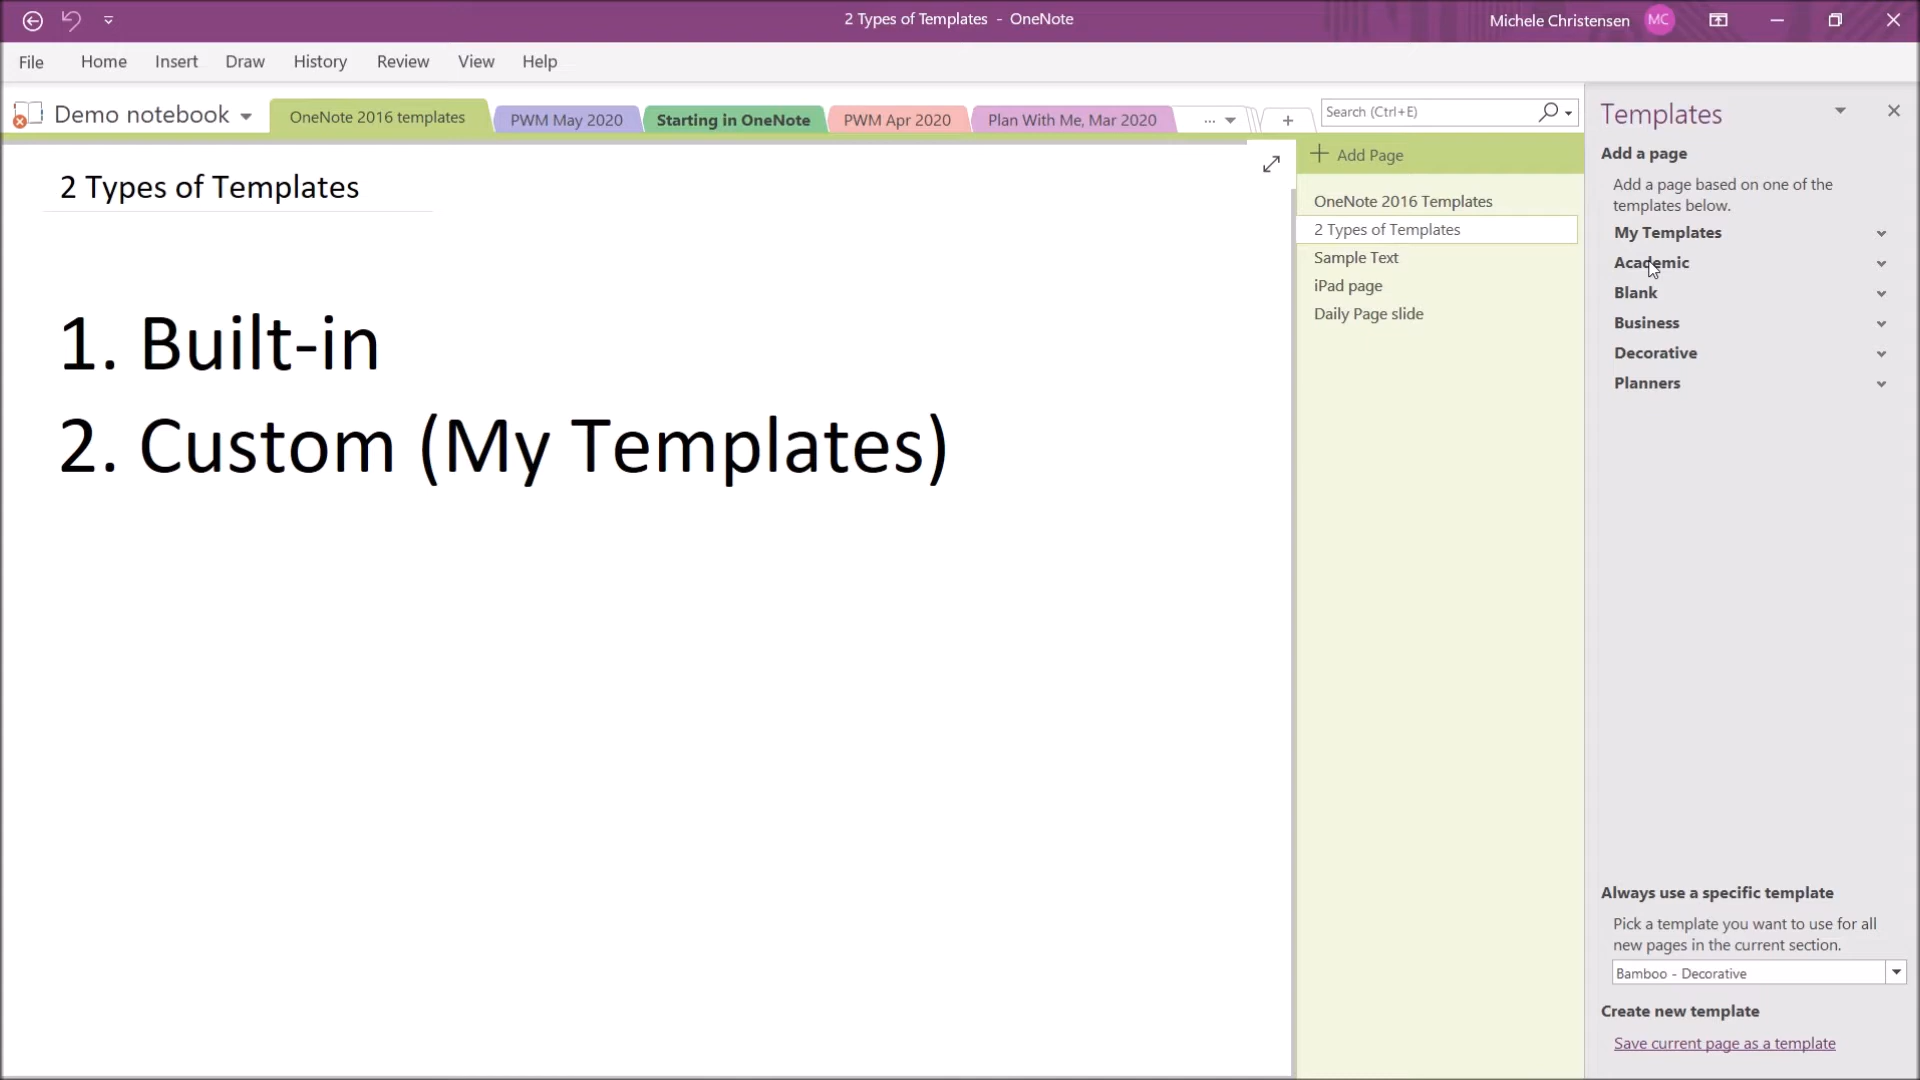 2 Types of Templates - OneNote
Michele Christensen MC
File Home Insert Draw History Review View Help
Demo notebook
OneNote 2016 templates
PWM May 2020
Starting in OneNote
PWM Apr 2020
Plan With Me, Mar 2020
...
Search (Ctrl+E)
2 Types of Templates
1. Built-in
2. Custom (My Templates)
Add Page
OneNote 2016 Templates
2 Types of Templates
Sample Text
iPad page
Daily Page slide
Templates
Add a page
Add a page based on one of the
templates below.
My Templates
Academic
Blank
Business
Decorative
Planners
Always use a specific template
Pick a template you want to use for all
new pages in the current section.
Bamboo - Decorative
Create new template
Save current page as a template